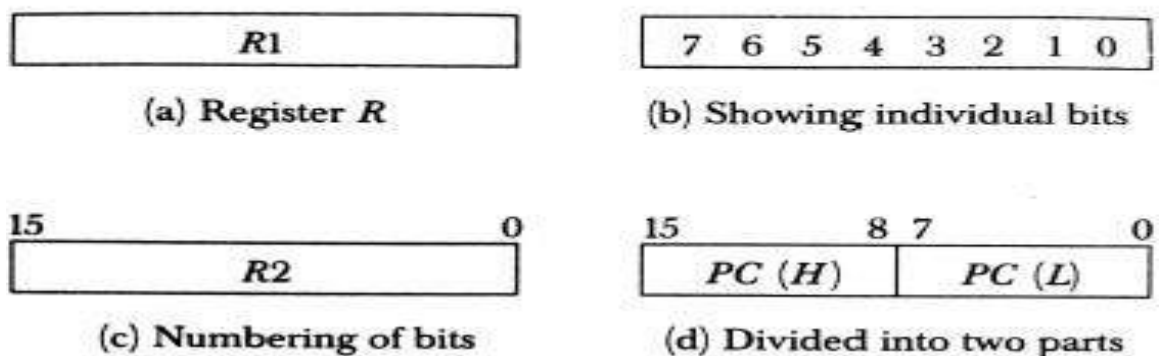 R1
7 6 5 4 3 2 1 0
(a) Register R
(b) Showing individual bits
15 0
R2
(c) Numbering of bits
15 8 7 0
PC (H) PC (L)
(d) Divided into two parts